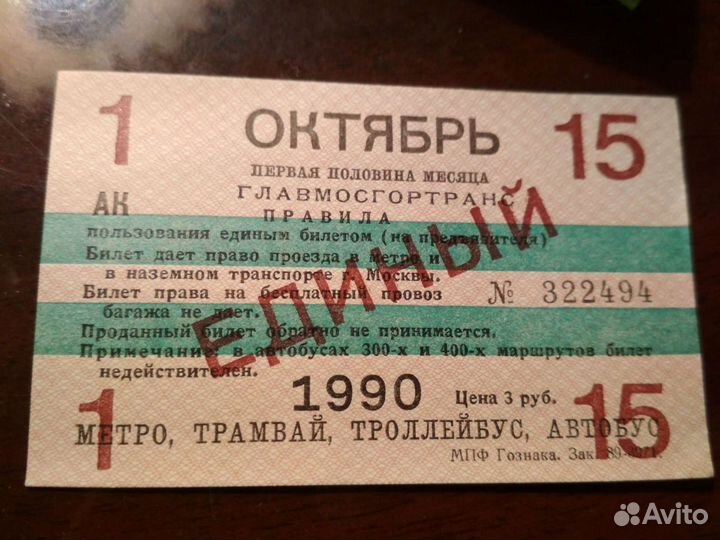 1 ОКТЯБРЬ 15
ПЕРВАЯ ПОЛОВИНА МЕСЯЦА
ГЛАВМОСГОРТРАНС
АК
ПРАВИЛА
пользования единым билетом (на предъявителя)
Билет дает право проезда в метро и
в наземном транспорте г. Москвы.
Билет права на бесплатный провоз
багажа не дает.
№ 322494
Проданный билет обратно не принимается.
Примечание: в автобусах 300-х и 400-х маршрутов билет
недействителен.
ЕДИНЫЙ
1 1990 Цена 3 руб. 15
МЕТРО, ТРАМВАЙ, ТРОЛЛЕЙБУС, АВТОБУС
МПФ Гознака. Зак.
Avito